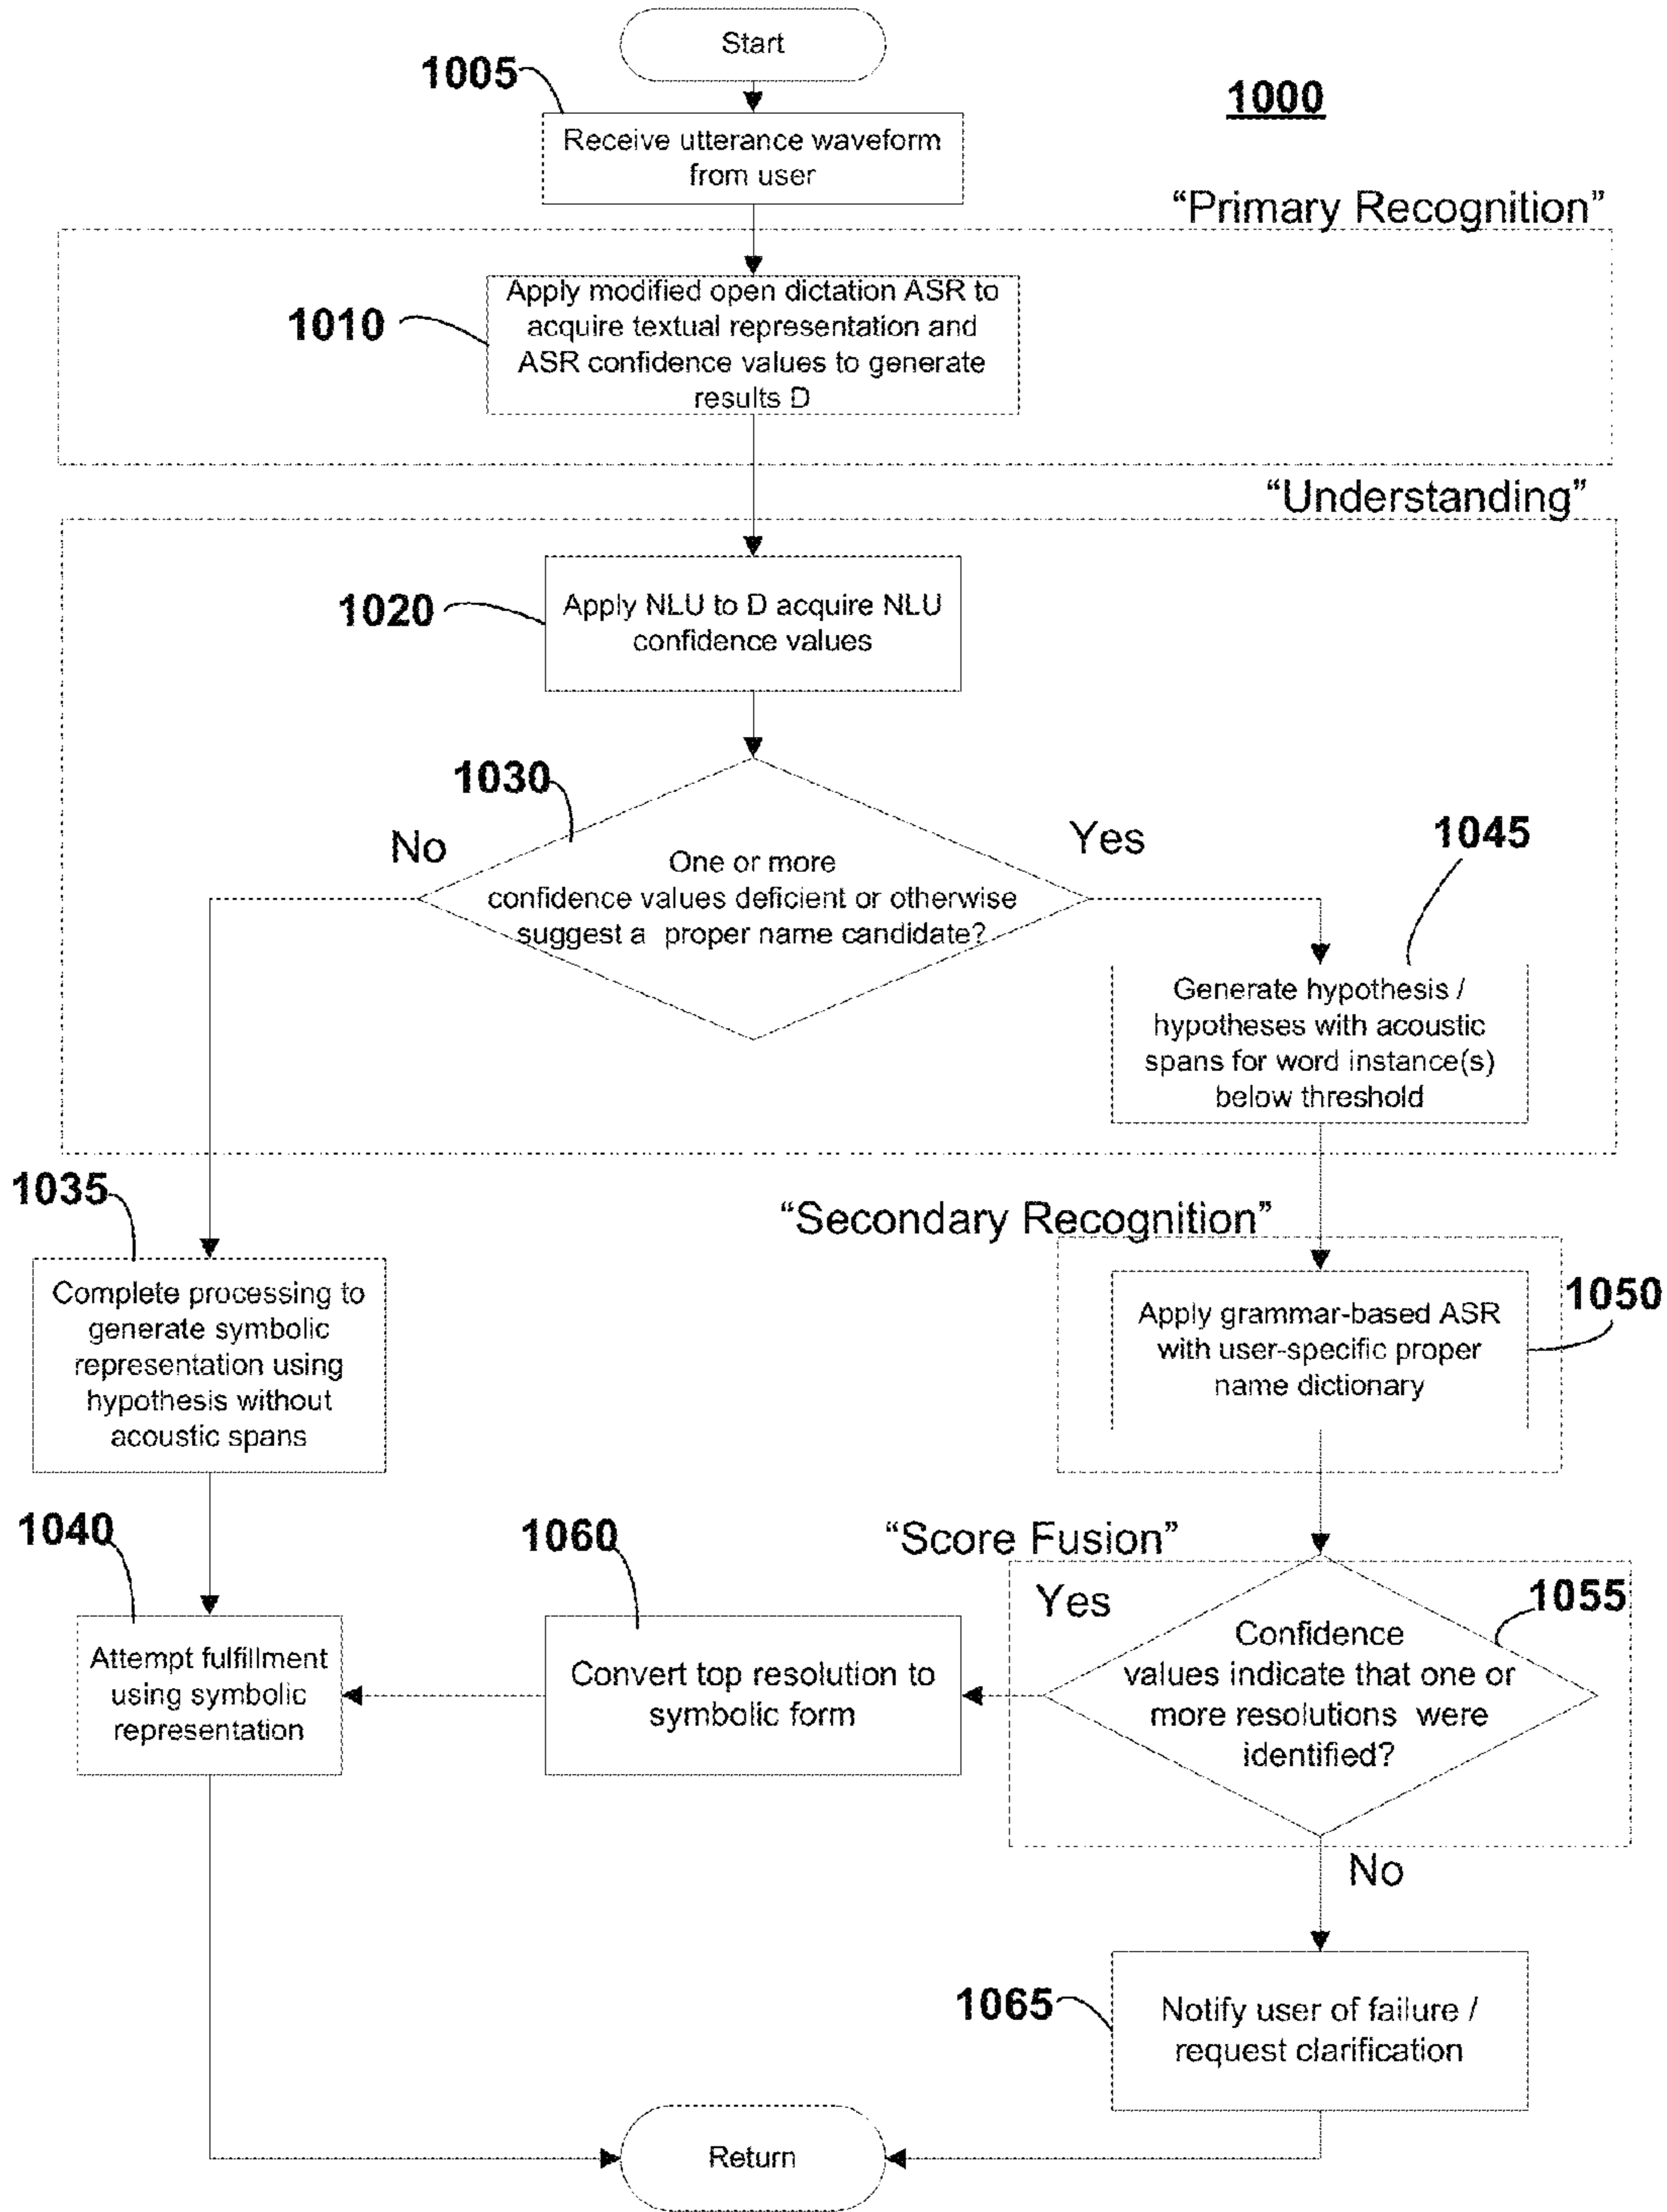 Start
1005
1000
Receive utterance waveform
from user
“Primary Recognition”
1010
Apply modified open dictation ASR to
acquire textual representation and
ASR confidence values to generate
results D
“Understanding”
1020
Apply NLU to D acquire NLU
confidence values
1030
No
Yes
1045
One or more
confidence values deficient or otherwise
suggest a proper name candidate?
Generate hypothesis /
hypotheses with acoustic
spans for word instance(s)
below threshold
1035
“Secondary Recognition”
Complete processing to
generate symbolic
representation using
hypothesis without
acoustic spans
1050
Apply grammar-based ASR
with user-specific proper
name dictionary
1040
1060
“Score Fusion”
Yes
1055
Attempt fulfillment
using symbolic
representation
Convert top resolution to
symbolic form
Confidence
values indicate that one or
more resolutions were
identified?
No
1065
Notify user of failure /
request clarification
Return